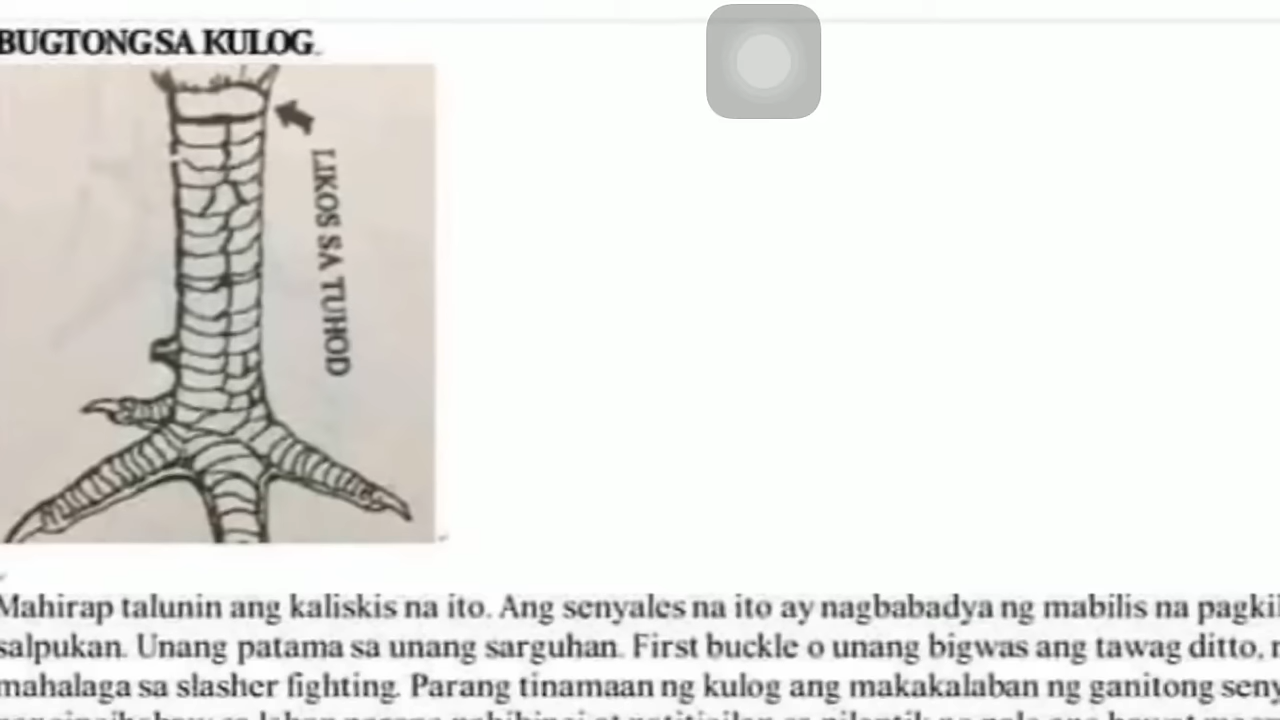 BUGTONG SA KULOG
LIKOS SA TUHOD
Mahirap talunin ang kaliskis na ito. Ang senyales na ito ay nagbabadya ng mabilis na
salpukan. Unang patama sa unang sarguhan. First buckle o unang bigwas ang tawag ditto,
mahalaga sa slasher fighting. Parang tinamaan ng kulog ang makakalaban ng ganitong